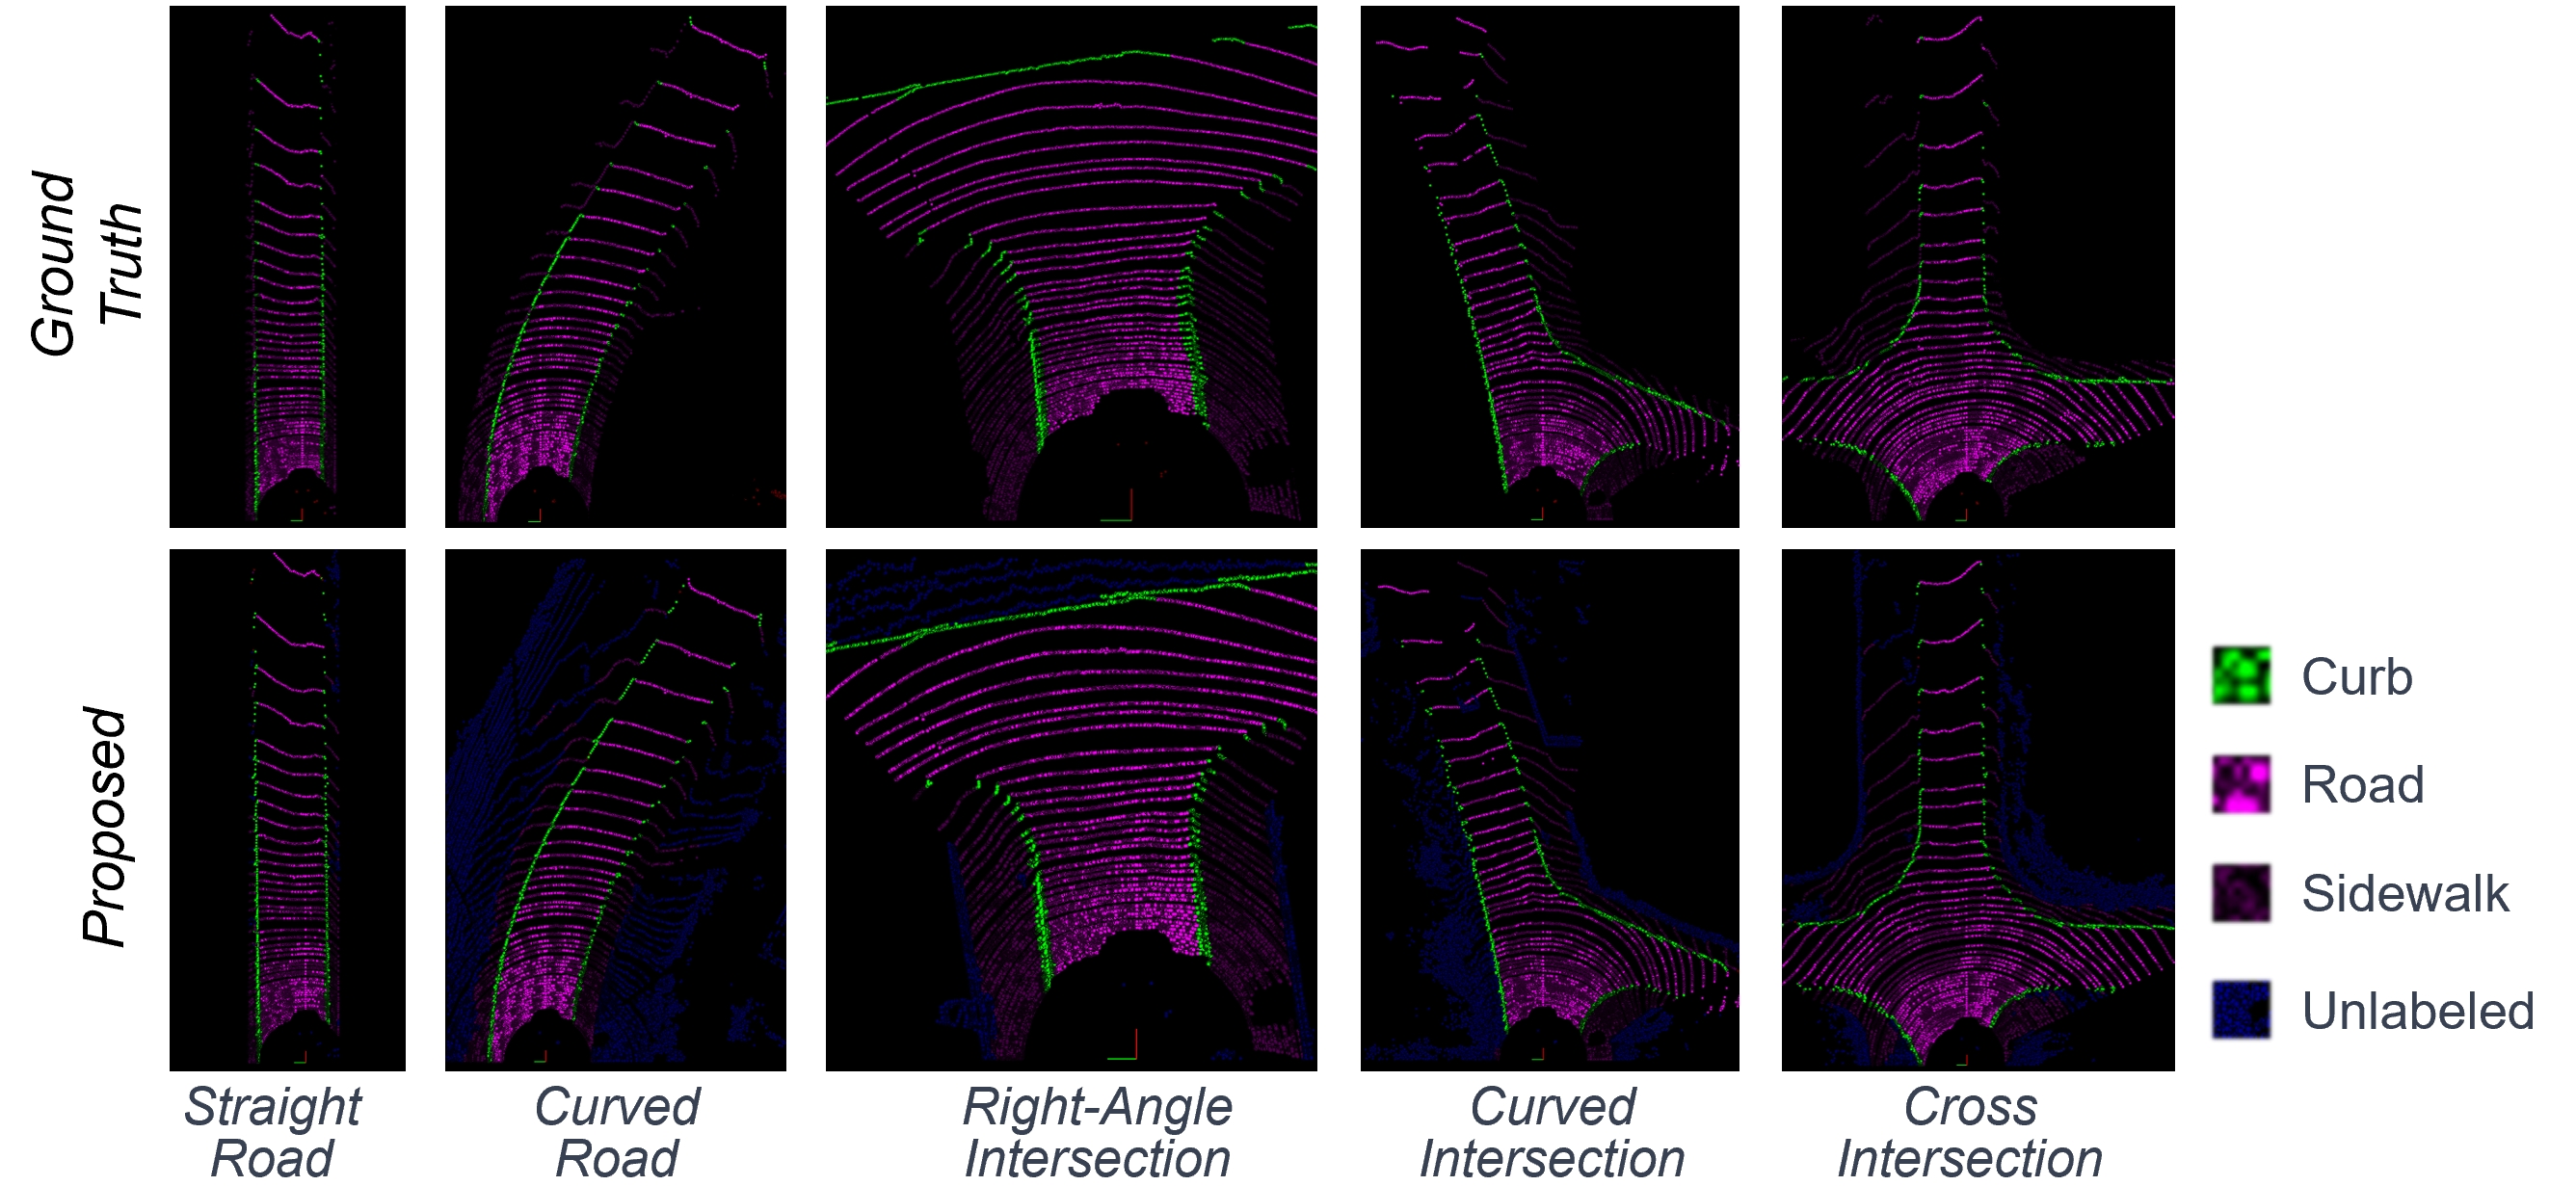 Ground
Truth
Proposed
Curb
Road
Sidewalk
Unlabeled
Straight
Road
Curved
Road
Right-Angle
Intersection
Curved
Intersection
Cross
Intersection